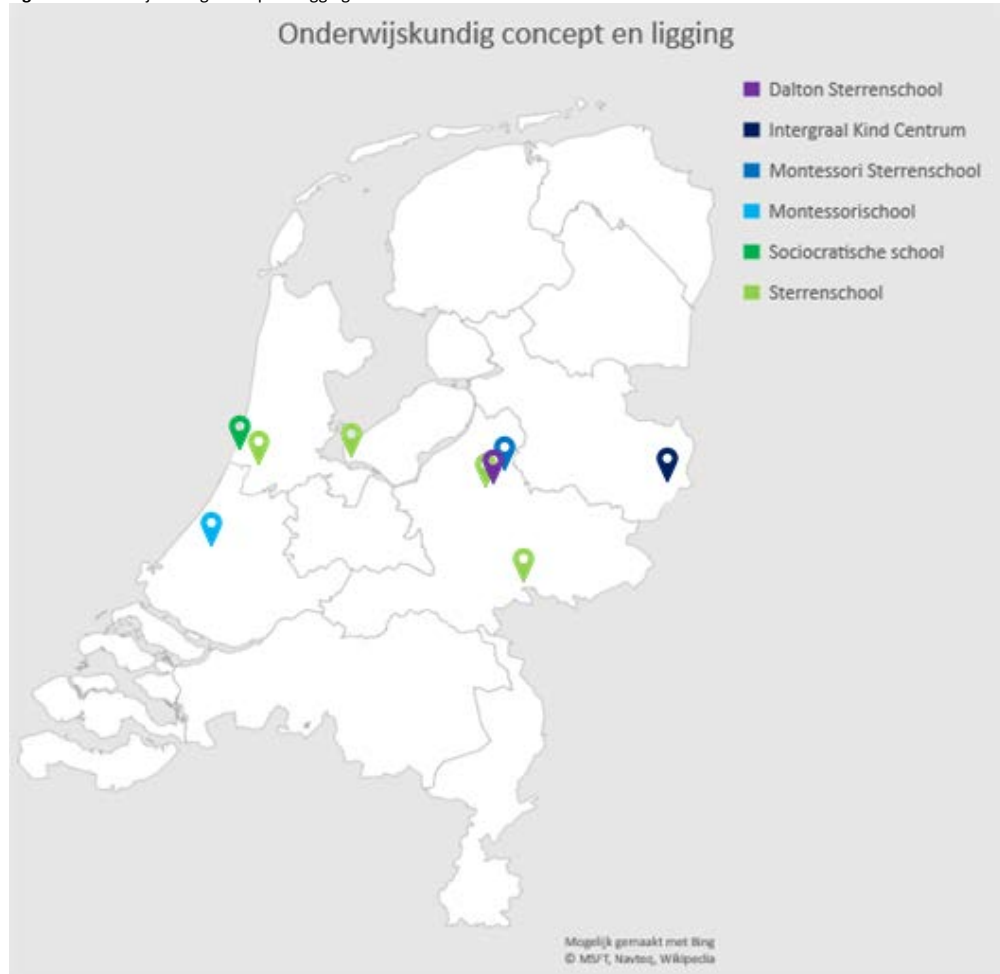 Onderwijskundig concept en ligging
Dalton Sterrenschool
Intergraal Kind Centrum
Montessori Sterrenschool
Montessorischool
Sociocratische school
Sterrenschool
Mogelijk gemaakt met Bing
© MSFT, Navteq, Wikipedia